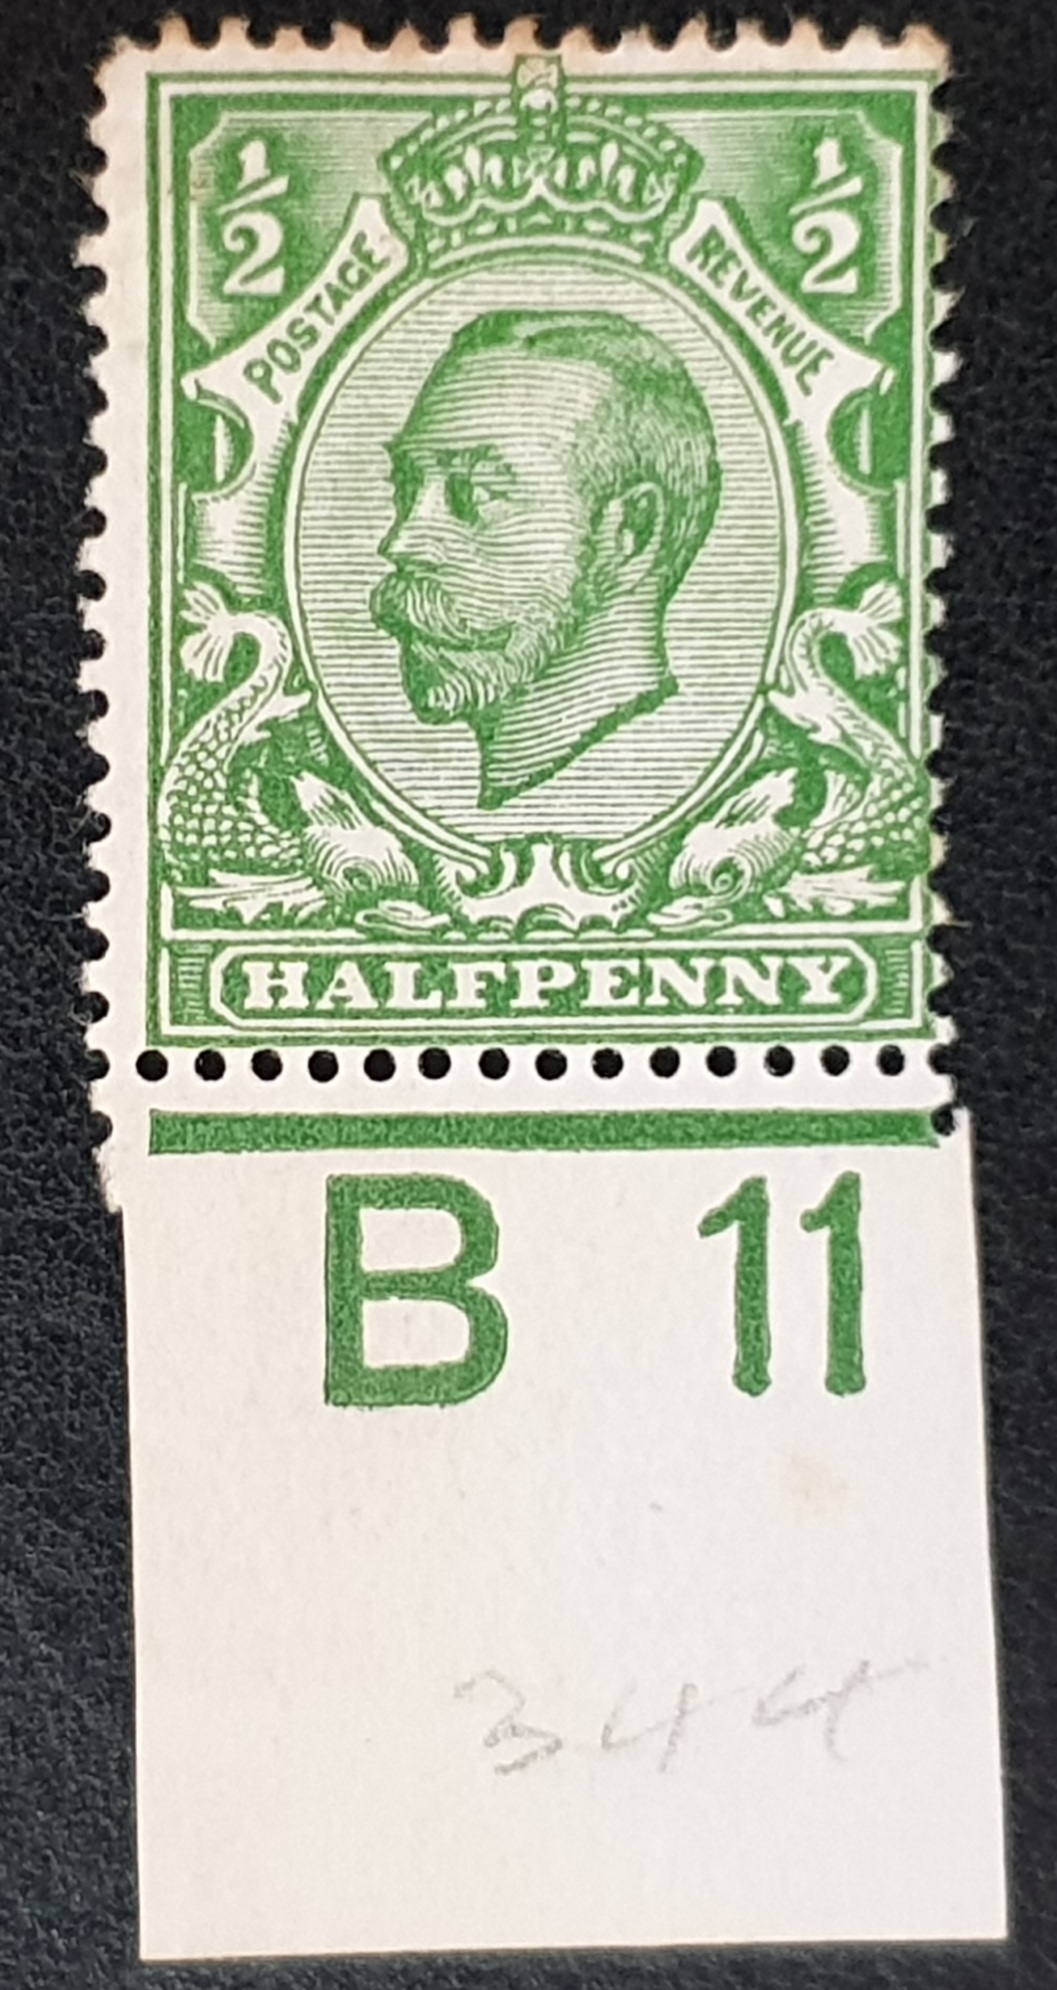 ½ ½
POSTAGE REVENUE
HALFPENNY
B 11
344